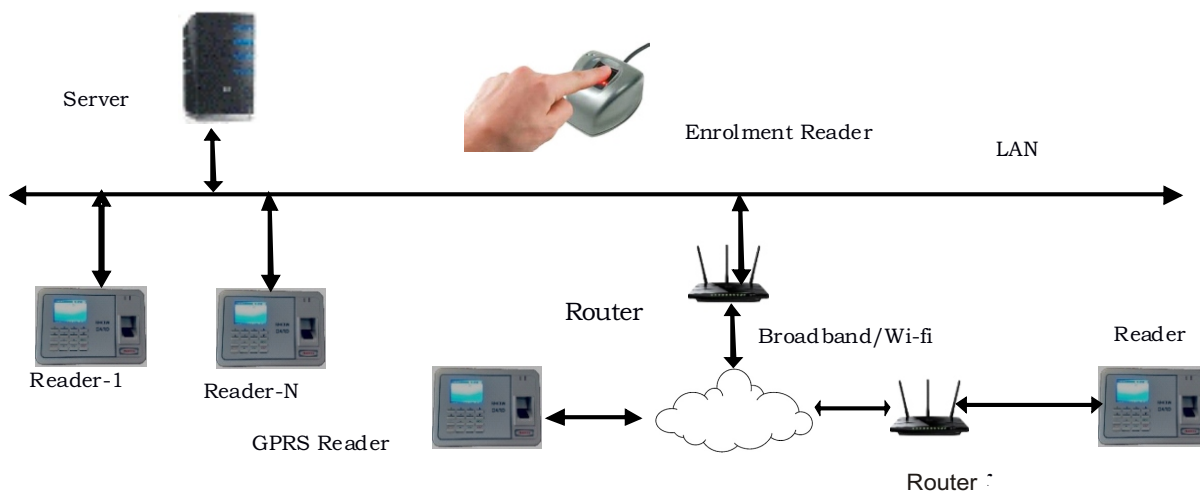 Server
Enrolment Reader
LAN
Router
Broadband/Wi-fi
Reader
Reader-1
Reader-N
GPRS Reader
Router